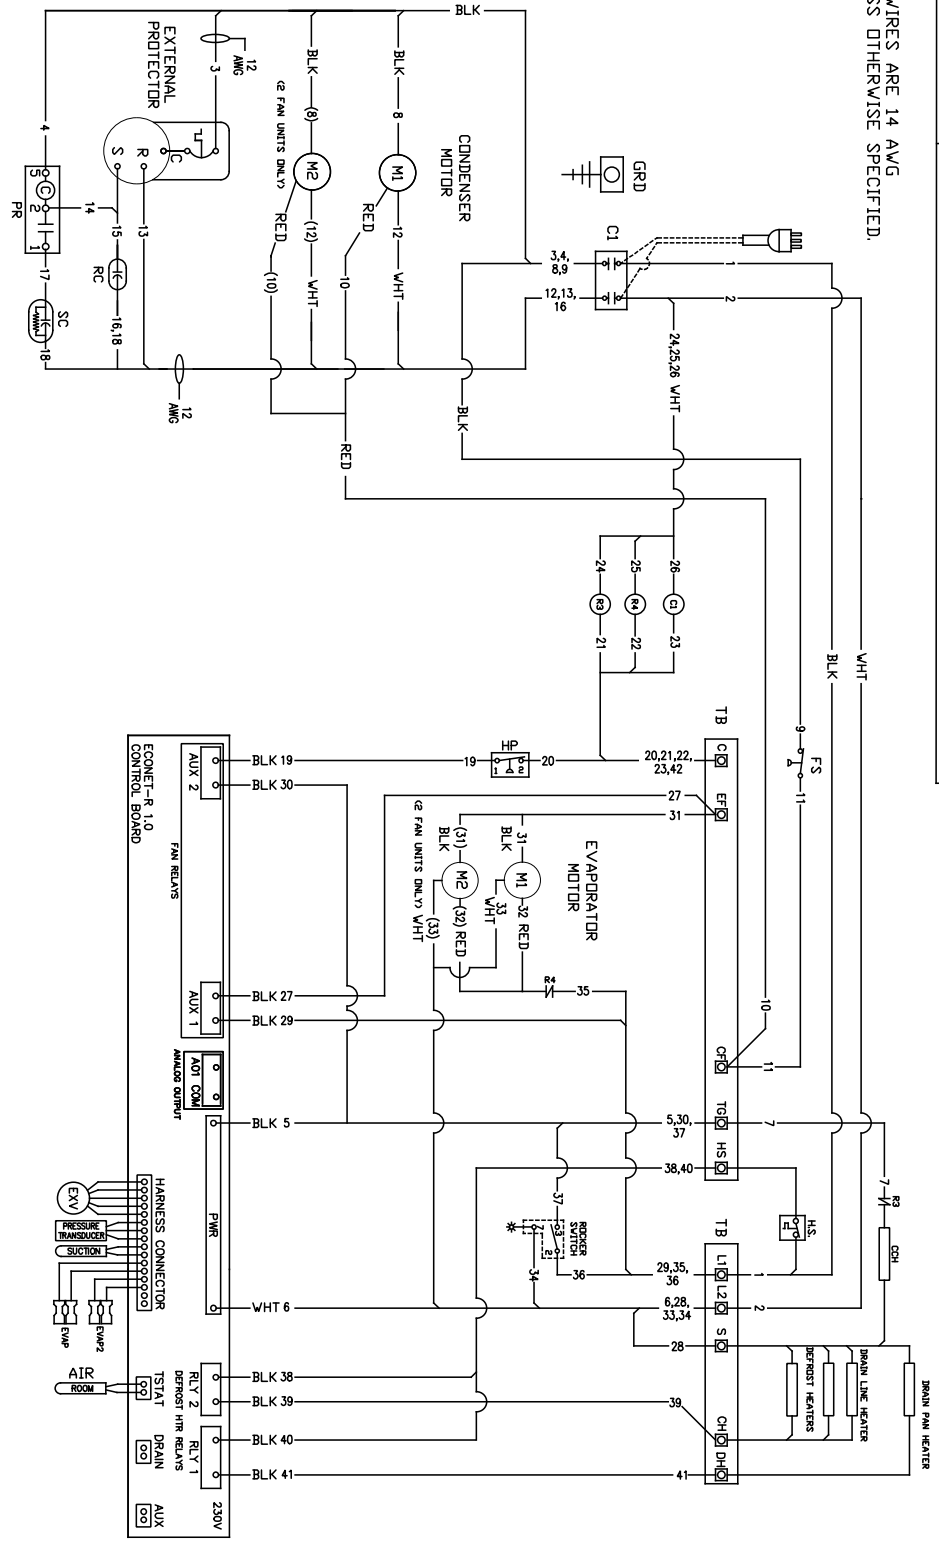 WIRES ARE 14 AWG
SS OTHERWISE SPECIFIED.
BLK
12
AWG
3
EXTERNAL
PROTECTOR
BLK
(8)
(2 FAN UNITS ONLY)
BLK
8
CONDENSER
MOTOR
M2
M1
RED
(12)
WHT
RED
12
WHT
(10)
10
4
5
C
2
1
PR
14
S
R
C
15
13
RC
16,18
17
SC
18
12
AWG
GRD
C1
3,4,
8,9
12,13,
16
1
2
24,25,26 WHT
BLK
RED
24
25
26
R3
R4
C1
21
22
23
BLK
WHT
9
FS
11
TB
C
20,21,22,
23,42
HP
19
1
2
20
BLK 19
BLK 30
AUX 2
ECONET-R 1.0
CONTROL BOARD
FAN RELAYS
EF
27
31
EVAPORATOR
MOTOR
(31)
BLK
31
BLK
M2
M1
(2 FAN UNITS ONLY)
(32) RED
32 RED
(33)
WHT
33
WHT
R4
35
AUX 1
BLK 27
BLK 29
ANALOG OUTPUT
AO1 COM
10
11
CF
TG
5,30,
37
7
HS
38,40
BLK 5
PWR
WHT 6
HARNESS CONNECTOR
EXV
PRESSURE
TRANSDUCER
SUCTION
EVAP
EVAP2
37
ROCKER
SWITCH
3
2
34
36
7
R3
CCH
H.S.
TB
L1
29,35,
36
1
L2
6,28,
33,34
2
S
28
DEFROST HEATERS
DRAIN LINE HEATER
DRAIN PAN HEATER
CH
39
DH
41
BLK 38
BLK 39
BLK 40
BLK 41
RLY 2
RLY 1
DEFROST HTR RELAYS
AIR
ROOM
TSTAT
DRAIN
AUX
230V